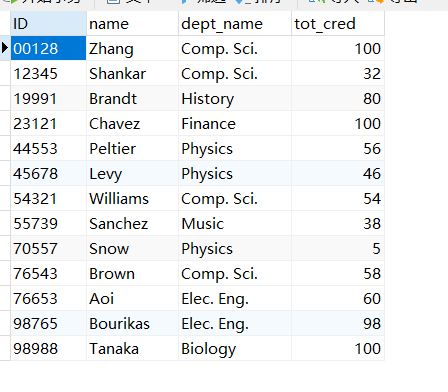 ID name dept_name tot_cred
00128 Zhang Comp. Sci. 100
12345 Shankar Comp. Sci. 32
19991 Brandt History 80
23121 Chavez Finance 100
44553 Peltier Physics 56
45678 Levy Physics 46
54321 Williams Comp. Sci. 54
55739 Sanchez Music 38
70557 Snow Physics 5
76543 Brown Comp. Sci. 58
76653 Aoi Elec. Eng. 60
98765 Bourikas Elec. Eng. 98
98988 Tanaka Biology 100